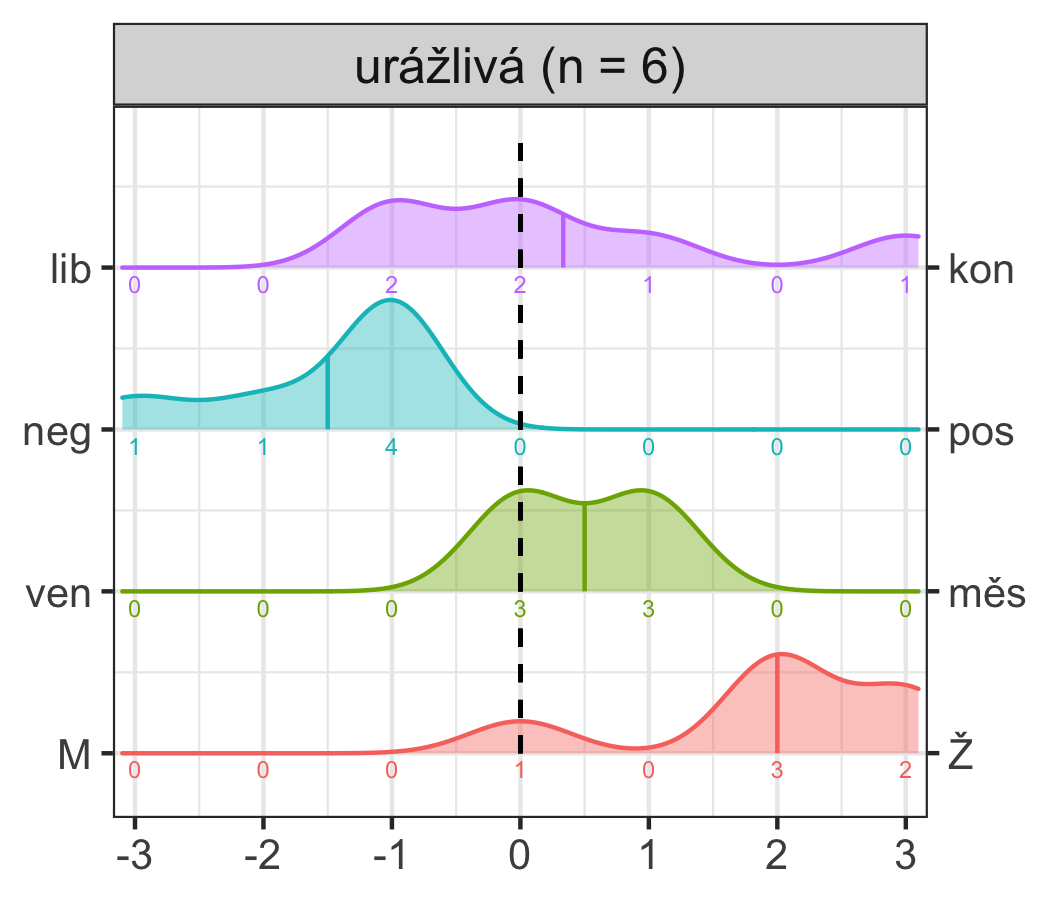 urážlivá (n = 6)
lib kon
0 0 2 2 1 0 1
neg pos
1 1 4 0 0 0 0
ven měs
0 0 0 3 3 0 0
M Ž
0 0 0 1 0 3 2
-3 -2 -1 0 1 2 3